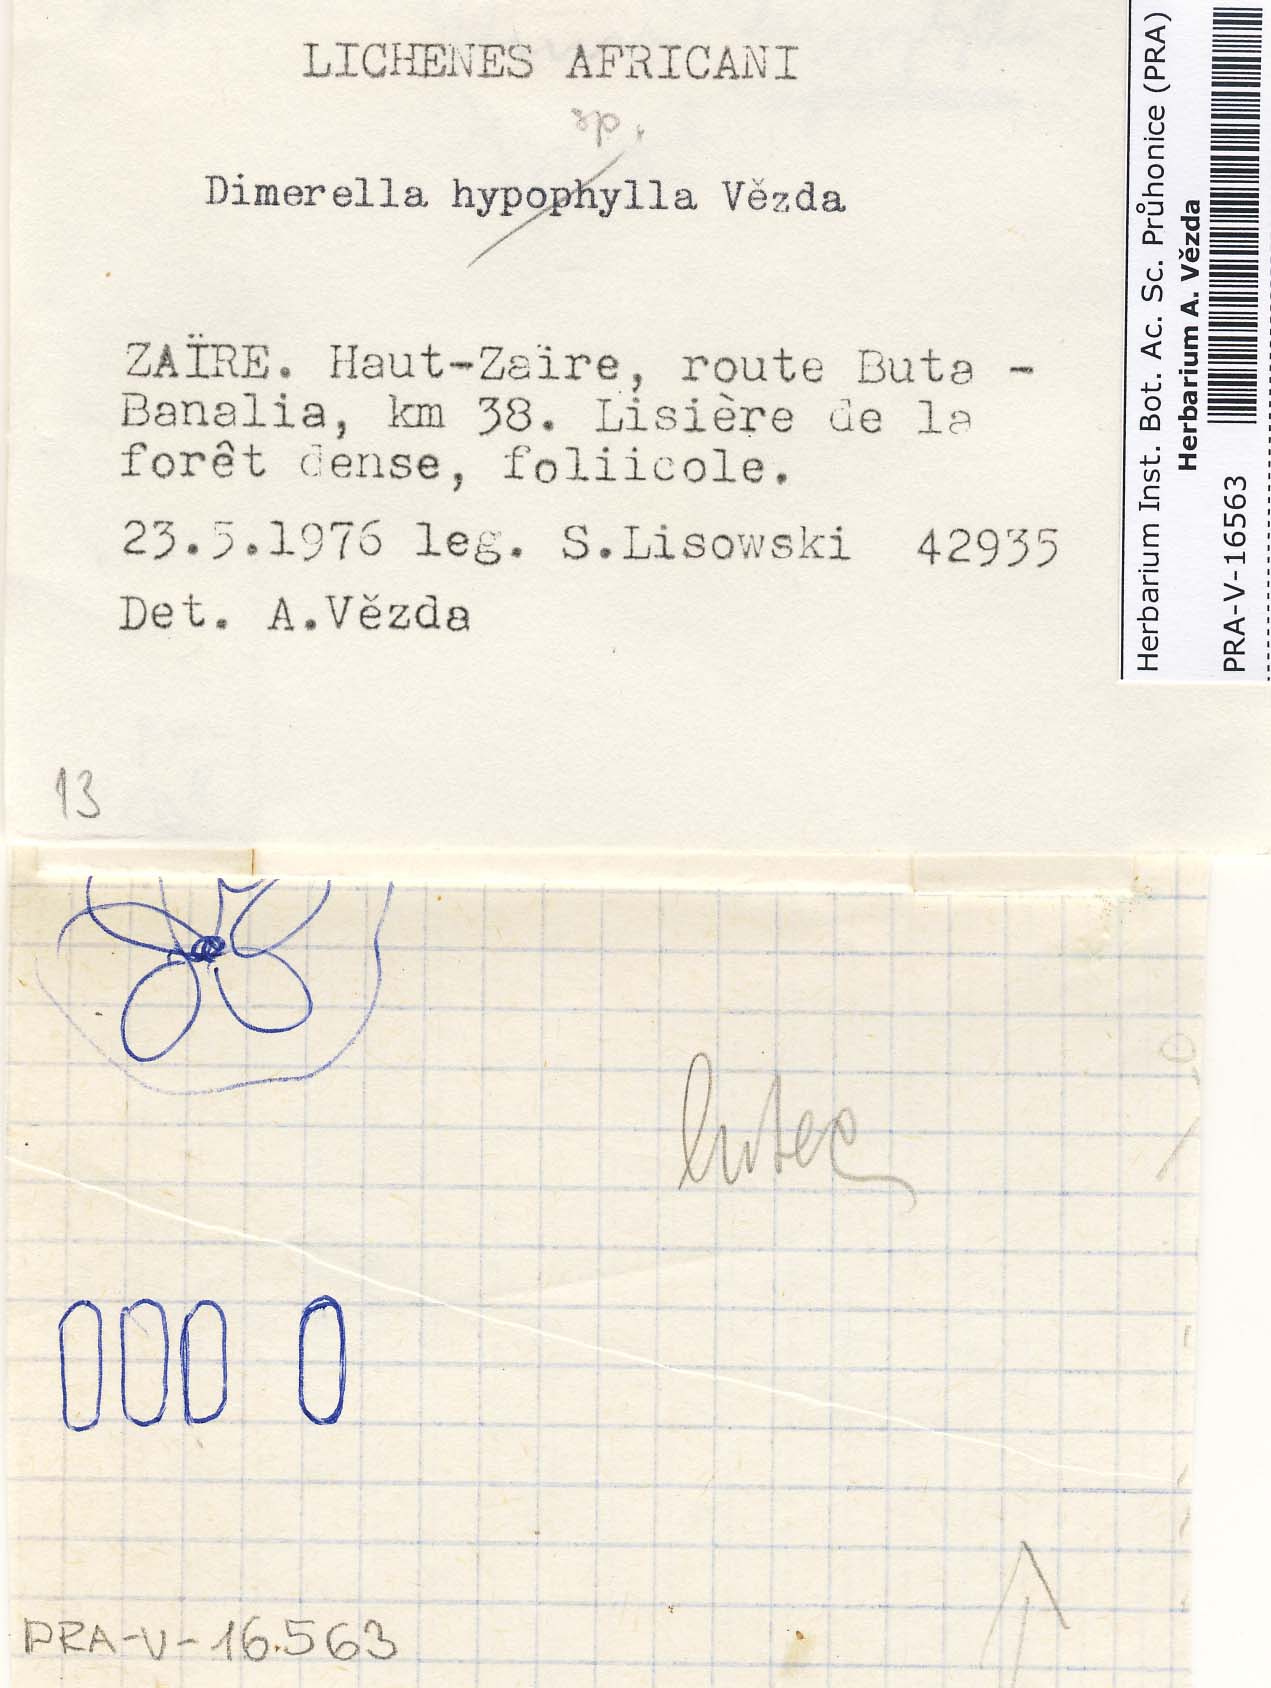 LICHENES AFRICANI
sp.
Dimerella hypophylla Vězda
ZAÏRE. Haut-Zaïre, route Buta -
Banalia, km 38. Lisière de la
forêt dense, foliicole.
23.5.1976 leg. S.Lisowski 42935
Det. A.Vězda
13
Herbarium Inst. Bot. Ac. Sc. Průhonice (PRA)
Herbarium A. Vězda
PRA-V-16563
PRA-V-16563